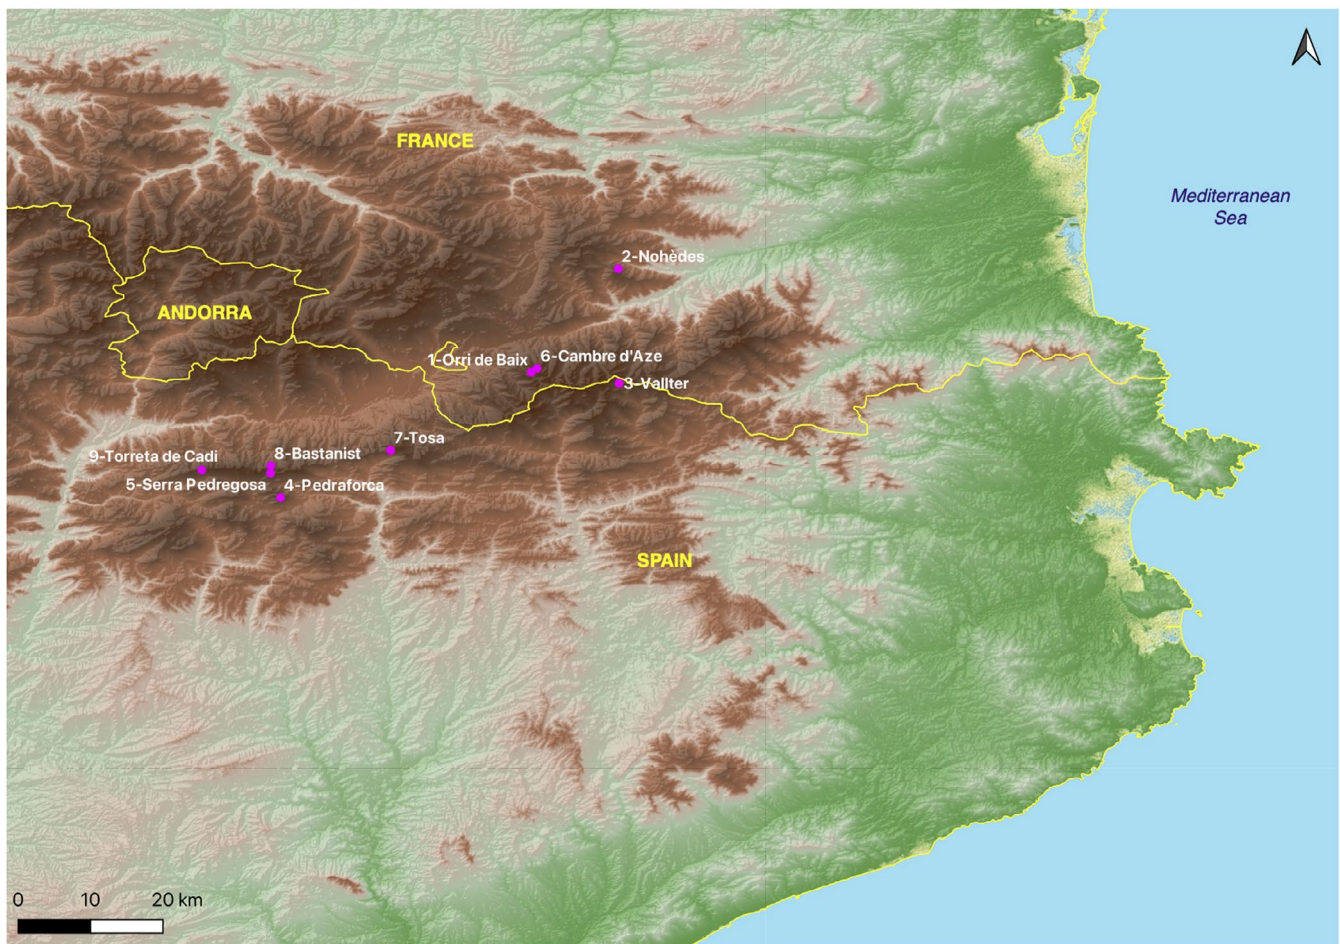 FRANCE
Mediterranean
Sea
2-Nohèdes
ANDORRA
1-Orri de Baix
6-Cambre d'Aze
3-Vallter
7-Tosa
9-Torreta de Cadi
8-Bastanist
5-Serra Pedregosa
4-Pedraforca
SPAIN
0 10 20 km